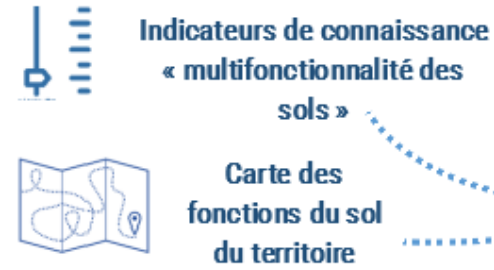 Indicateurs de connaissance
« multifonctionnalité des
sols »
Carte des
fonctions du sol
du territoire